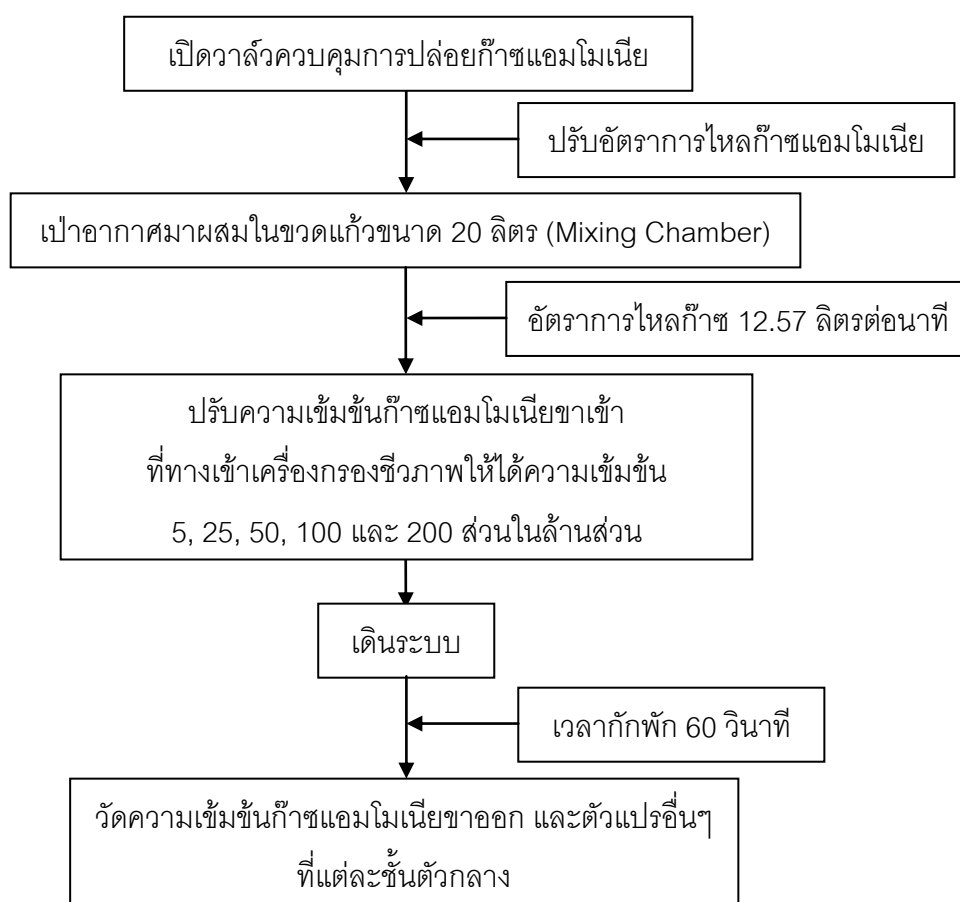 เปิดวาล์วควบคุมการปล่อยก๊าซแอมโมเนีย
ปรับอัตราการไหลก๊าซแอมโมเนีย
เป่าอากาศมาผสมในขวดแก้วขนาด 20 ลิตร (Mixing Chamber)
อัตราการไหลก๊าซ 12.57 ลิตรต่อนาที
ปรับความเข้มข้นก๊าซแอมโมเนียขาเข้า
ที่ทางเข้าเครื่องกรองชีวภาพให้ได้ความเข้มข้น
5, 25, 50, 100 และ 200 ส่วนในล้านส่วน
เดินระบบ
เวลากักพัก 60 วินาที
วัดความเข้มข้นก๊าซแอมโมเนียขาออก และตัวแปรอื่นๆ
ที่แต่ละชั้นตัวกลาง